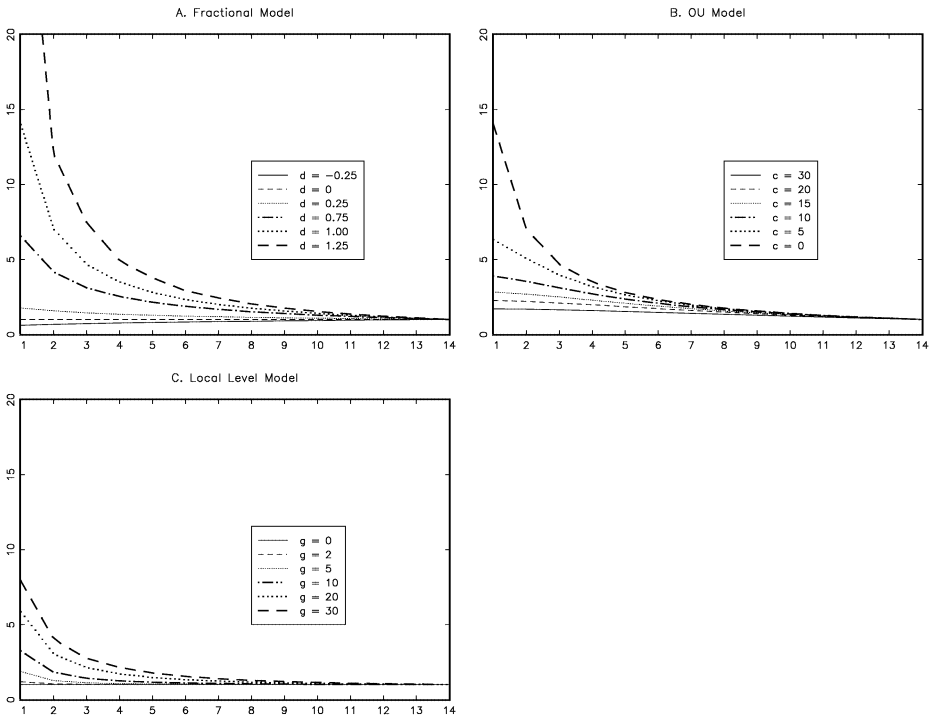 A. Fractional Model
20
15
10
5
0
d = −0.25
d = 0
d = 0.25
d = 0.75
d = 1.00
d = 1.25
1 2 3 4 5 6 7 8 9 10 11 12 13 14
B. OU Model
20
15
10
5
0
c = 30
c = 20
c = 15
c = 10
c = 5
c = 0
1 2 3 4 5 6 7 8 9 10 11 12 13 14
C. Local Level Model
20
15
10
5
0
g = 0
g = 2
g = 5
g = 10
g = 20
g = 30
1 2 3 4 5 6 7 8 9 10 11 12 13 14